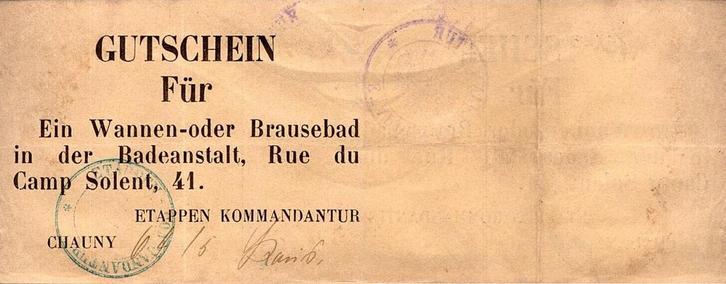 GUTSCHEIN
Für
Ein Wannen-oder Brausebad
in der Badeanstalt, Rue du
Camp Solent, 41.
ETAPPEN KOMMANDANTUR
CHAUNY